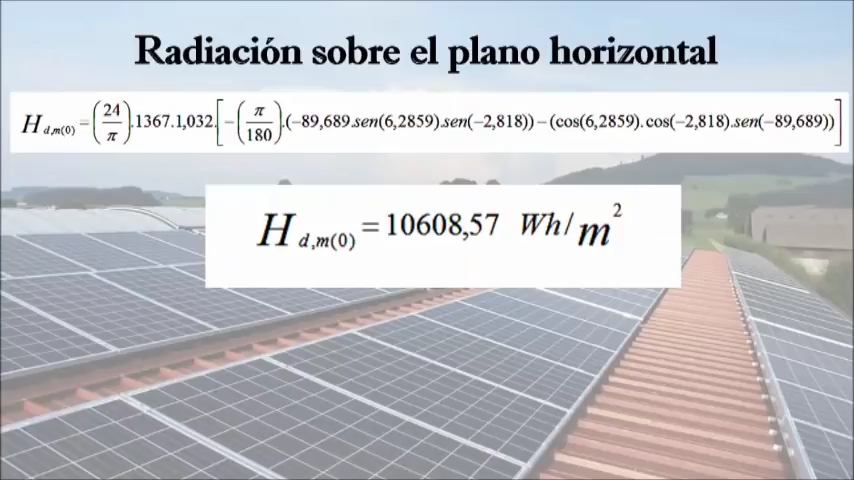 Radiación sobre el plano horizontal
H d,m(0) = (24/π).1367.1,032.[−(π/180).(−89,689.sen(6,2859).sen(−2,818))−(cos(6,2859).cos(−2,818).sen(−89,689))]
H d,m(0) = 10608,57 Wh/m²